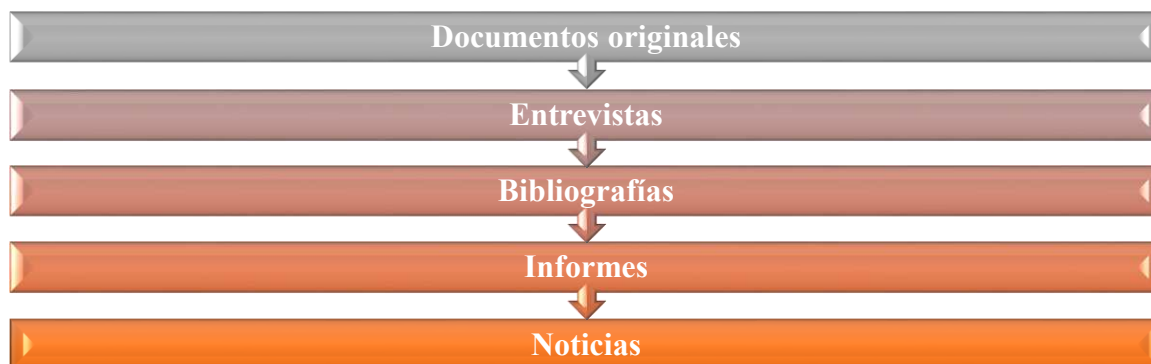 Documentos originales
Entrevistas
Bibliografías
Informes
Noticias